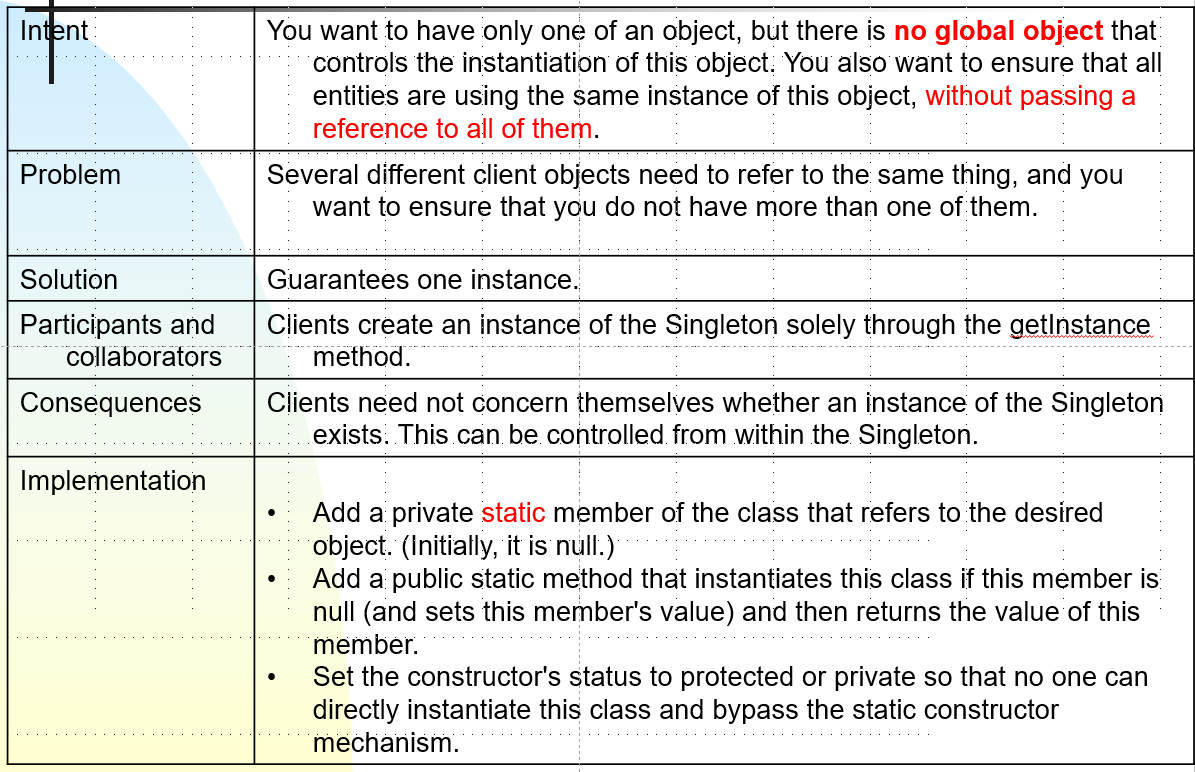 Intent
You want to have only one of an object, but there is no global object that
controls the instantiation of this object. You also want to ensure that all
entities are using the same instance of this object, without passing a
reference to all of them.
Problem
Several different client objects need to refer to the same thing, and you
want to ensure that you do not have more than one of them.
Solution
Guarantees one instance.
Participants and
collaborators
Clients create an instance of the Singleton solely through the getInstance
method.
Consequences
Clients need not concern themselves whether an instance of the Singleton
exists. This can be controlled from within the Singleton.
Implementation
• Add a private static member of the class that refers to the desired
object. (Initially, it is null.)
• Add a public static method that instantiates this class if this member is
null (and sets this member's value) and then returns the value of this
member.
• Set the constructor's status to protected or private so that no one can
directly instantiate this class and bypass the static constructor
mechanism.